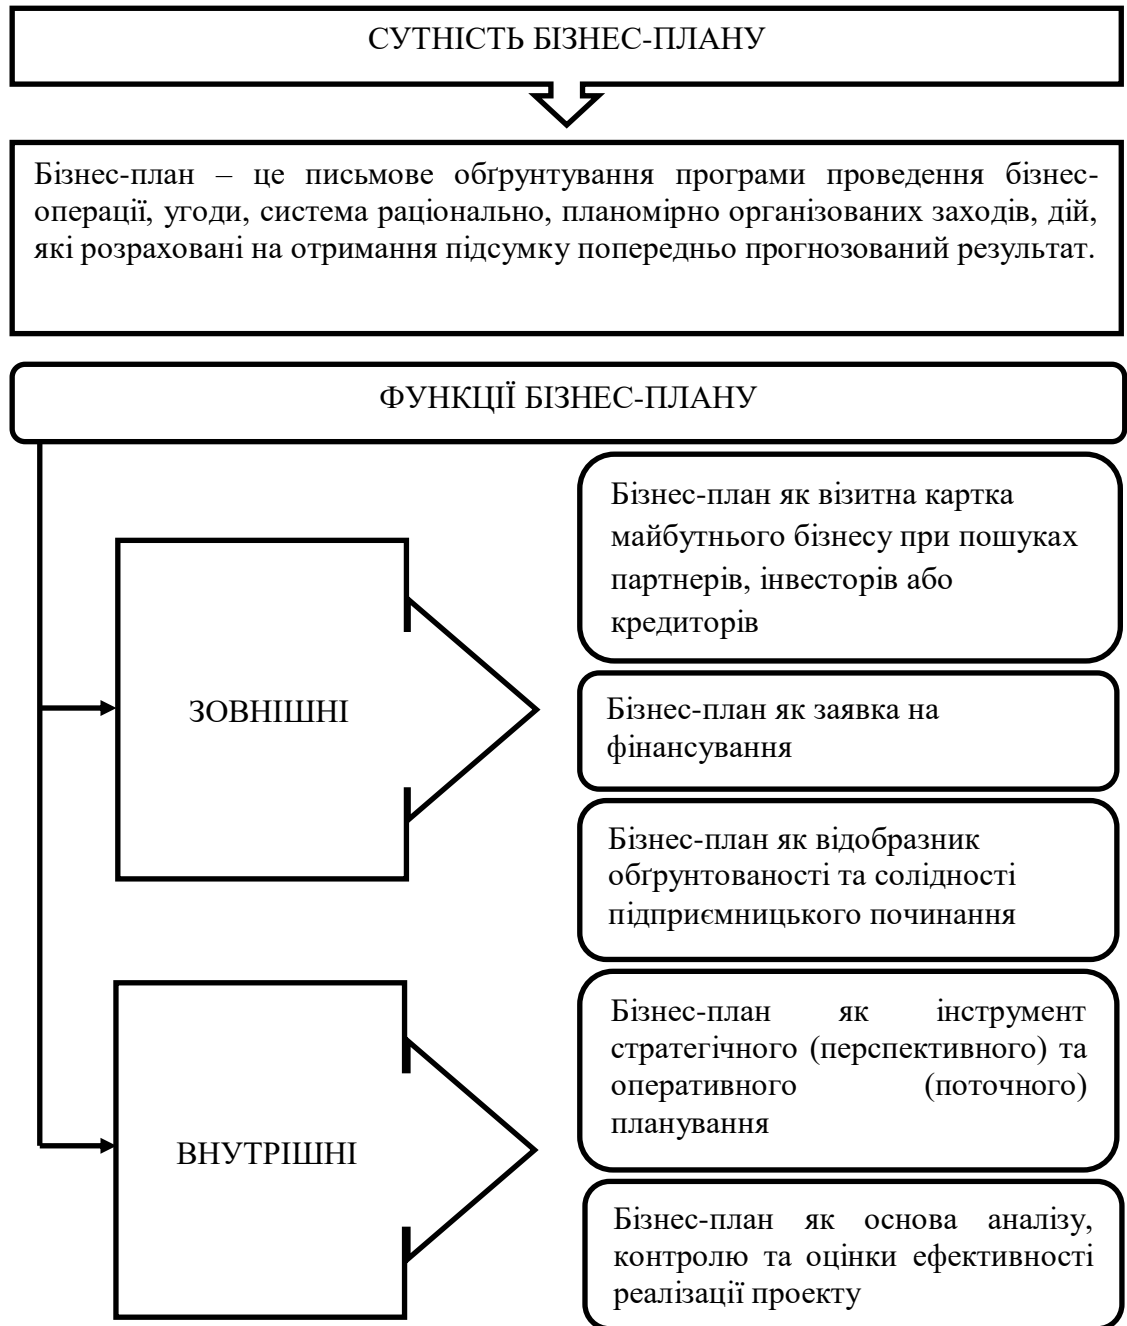 СУТНІСТЬ БІЗНЕС-ПЛАНУ
Бізнес-план – це письмове обґрунтування програми проведення бізнес-
операції, угоди, система раціонально, планомірно організованих заходів, дій,
які розраховані на отримання підсумку попередньо прогнозований результат.
ФУНКЦІЇ БІЗНЕС-ПЛАНУ
ЗОВНІШНІ
Бізнес-план як візитна картка
майбутнього бізнесу при пошуках
партнерів, інвесторів або
кредиторів
Бізнес-план як заявка на
фінансування
Бізнес-план як відобразник
обґрунтованості та солідності
підприємницького починання
ВНУТРІШНІ
Бізнес-план як інструмент
стратегічного (перспективного) та
оперативного (поточного)
планування
Бізнес-план як основа аналізу,
контролю та оцінки ефективності
реалізації проекту